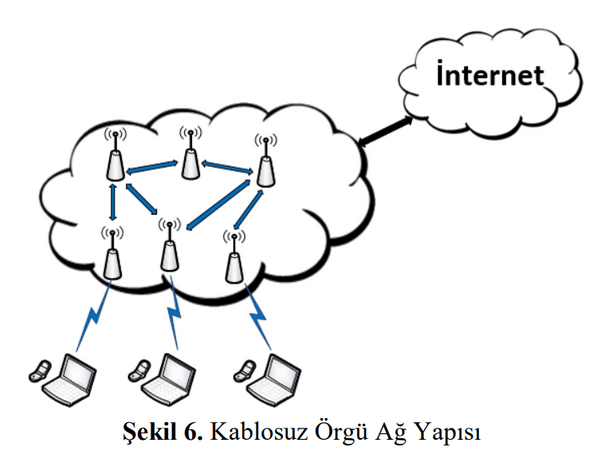 İnternet
Şekil 6. Kablosuz Örgü Ağ Yapısı